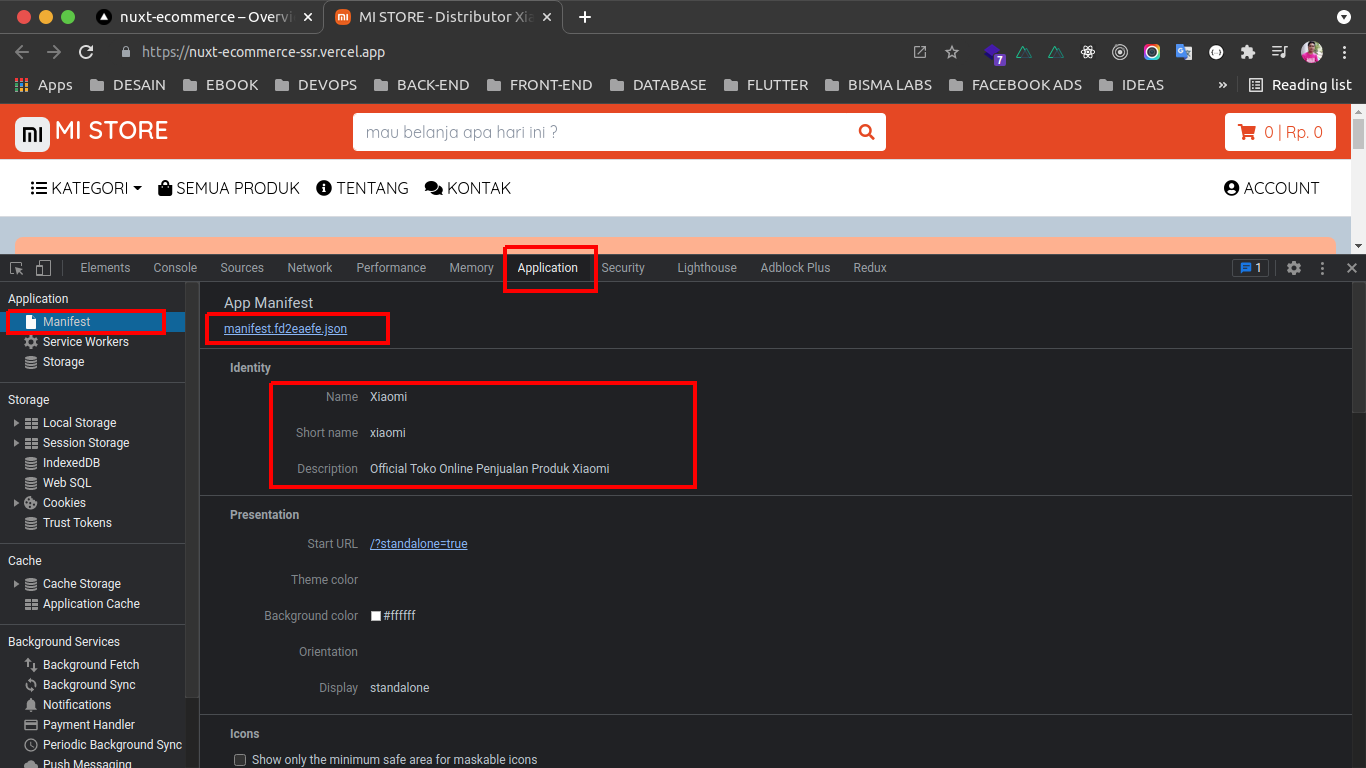 nuxt-ecommerce – Overvi
MI STORE - Distributor Xia
https://nuxt-ecommerce-ssr.vercel.app
7
Apps DESAIN EBOOK DEVOPS BACK-END FRONT-END DATABASE FLUTTER BISMA LABS FACEBOOK ADS IDEAS » Reading list
MI STORE
mau belanja apa hari ini ?
0 | Rp. 0
KATEGORI SEMUA PRODUK TENTANG KONTAK ACCOUNT
Elements Console Sources Network Performance Memory Application Security Lighthouse Adblock Plus Redux 1
Application
Manifest
Service Workers
Storage
Storage
Local Storage
Session Storage
IndexedDB
Web SQL
Cookies
Trust Tokens
Cache
Cache Storage
Application Cache
Background Services
Background Fetch
Background Sync
Notifications
Payment Handler
Periodic Background Sync
Push Messaging
App Manifest
manifest.fd2eaefe.json
Identity
Name Xiaomi
Short name xiaomi
Description Official Toko Online Penjualan Produk Xiaomi
Presentation
Start URL /?standalone=true
Theme color
Background color #ffffff
Orientation
Display standalone
Icons
Show only the minimum safe area for maskable icons